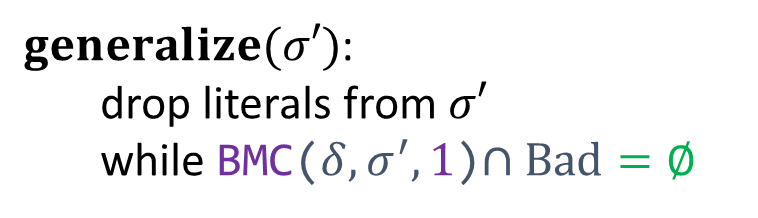 generalize(σ′):
drop literals from σ′
while BMC(δ, σ′, 1)∩ Bad = ∅